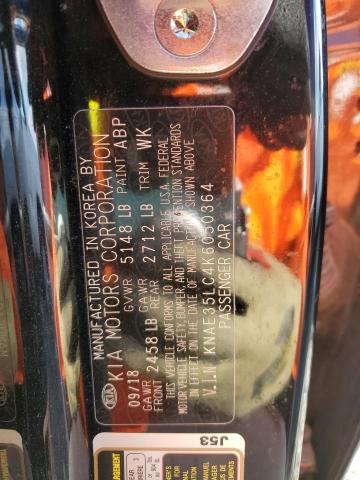 MANUFACTURED IN KOREA BY
KIA MOTORS CORPORATION
09/18 GVWR 5148 LB PAINT ABP
GAWR GAWR TRIM WK
FRONT 2458 LB REAR 2712 LB
THIS VEHICLE CONFORMS TO ALL APPLICABLE U.S.A. FEDERAL
MOTOR VEHICLE SAFETY, BUMPER, AND THEFT PREVENTION STANDARDS
IN EFFECT ON THE DATE OF MANUFACTURE SHOWN ABOVE
V.I.N KNAE35LC4K6050364
PASSENGER CAR
KIA
J53